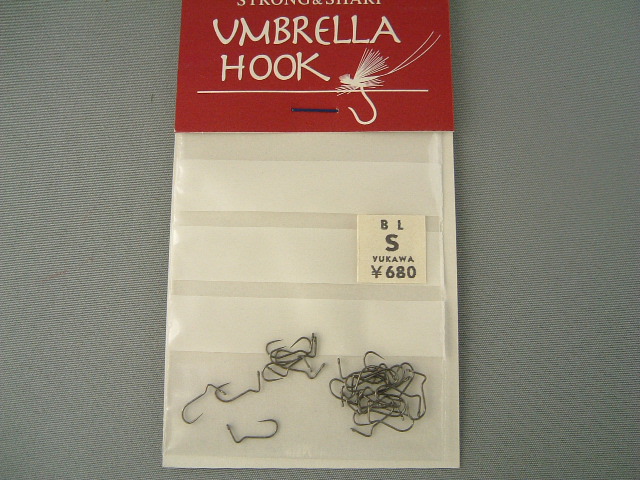 STRONG&SHARP
UMBRELLA
HOOK
B L
S
YUKAWA
¥680